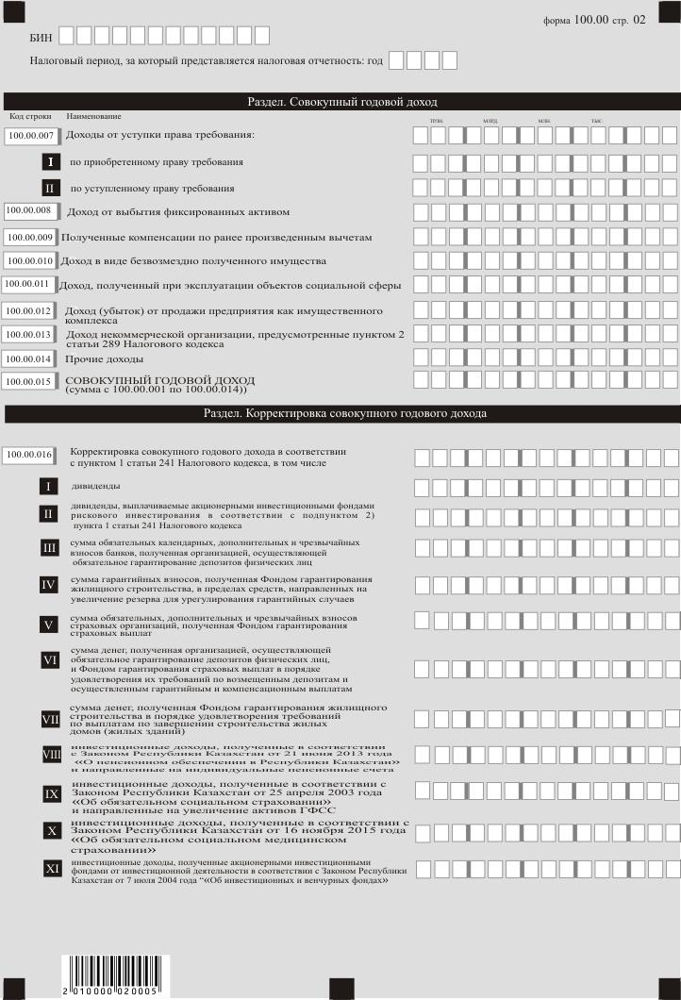 форма 100.00 стр. 02
БИН
Налоговый период, за который представляется налоговая отчетность: год
Раздел. Совокупный годовой доход
Код строки Наименование
ТРЛН. МЛРД. МЛН. ТЫС.
100.00.007 Доходы от уступки права требования:
I по приобретенному праву требования
II по уступленному праву требования
100.00.008 Доход от выбытия фиксированных активом
100.00.009 Полученные компенсации по ранее произведенным вычетам
100.00.010 Доход в виде безвозмездно полученного имущества
100.00.011 Доход, полученный при эксплуатации объектов социальной сферы
100.00.012 Доход (убыток) от продажи предприятия как имущественного
комплекса
100.00.013 Доход некоммерческой организации, предусмотренные пунктом 2
статьи 289 Налогового кодекса
100.00.014 Прочие доходы
100.00.015 СОВОКУПНЫЙ ГОДОВОЙ ДОХОД
(сумма с 100.00.001 по 100.00.014))
Раздел. Корректировка совокупного годового дохода
100.00.016 Корректировка совокупного годового дохода в соответствии
с пунктом 1 статьи 241 Налогового кодекса, в том числе
I дивиденды
II дивиденды, выплачиваемые акционерными инвестиционными фондами
рискового инвестирования в соответствии с подпунктом 2)
пункта 1 статьи 241 Налогового кодекса
III сумма обязательных календарных, дополнительных и чрезвычайных
взносов банков, полученная организацией, осуществляющей
обязательное гарантирование депозитов физических лиц
IV сумма гарантийных взносов, полученная Фондом гарантирования
жилищного строительства, в пределах средств, направленных на
увеличение резерва для урегулирования гарантийных случаев
V сумма обязательных, дополнительных и чрезвычайных взносов
страховых организаций, полученная Фондом гарантирования
страховых выплат
VI сумма денег, полученная организацией, осуществляющей
обязательное гарантирование депозитов физических лиц,
и Фондом гарантирования страховых выплат в порядке
удовлетворения их требований по возмещенным депозитам и
осуществленным гарантийным и компенсационным выплатам
VII сумма денег, полученная Фондом гарантирования жилищного
строительства в порядке удовлетворения требований
по выплатам по завершении строительства жилых
домов (жилых зданий)
VIII инвестиционные доходы, полученные в соответствии
с Законом Республики Казахстан от 21 июня 2013 года
«О пенсионном обеспечении в Республики Казахстан»
и направленные на индивидуальные пенсионные счета
IX инвестиционные доходы, полученные в соответствии с
Законом Республики Казахстан от 25 апреля 2003 года
«Об обязательном социальном страховании»
и направленные на увеличение активов ГФСС
X инвестиционные доходы, полученные в соответствии с
Законом Республики Казахстан от 16 ноября 2015 года
«Об обязательном социальном медицинском
страховании»
XI инвестиционные доходы, полученные акционерными инвестиционными
фондами от инвестиционной деятельности в соответствии с Законом Республики
Казахстан от 7 июля 2004 года “«Об инвестиционных и венчурных фондах»
2 010000 020005